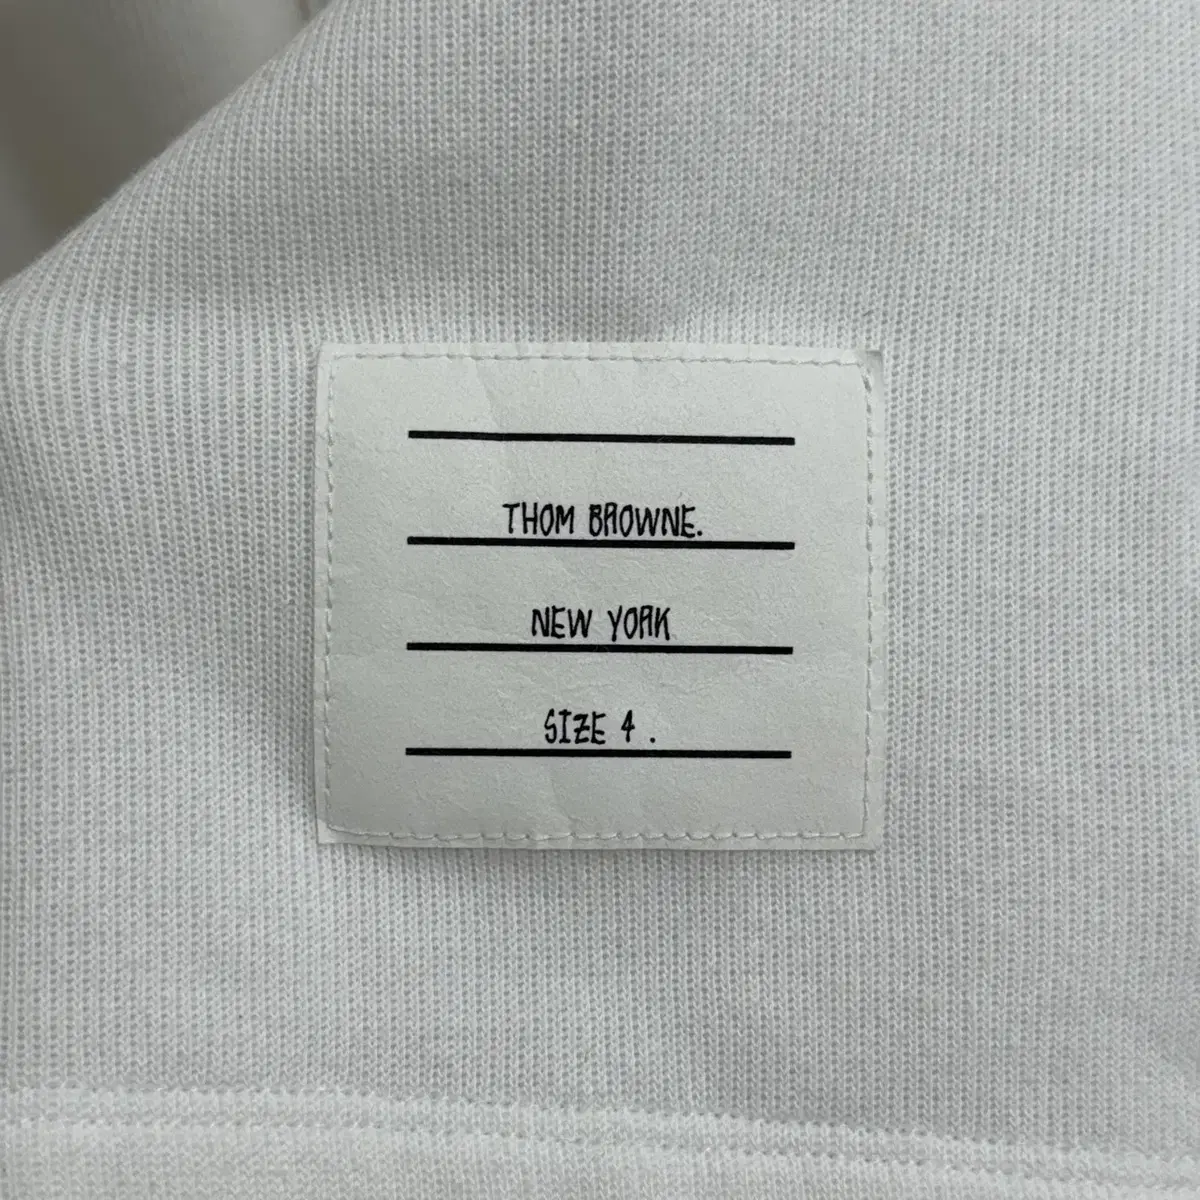 THOM BROWNE.
NEW YORK
SIZE 4 .